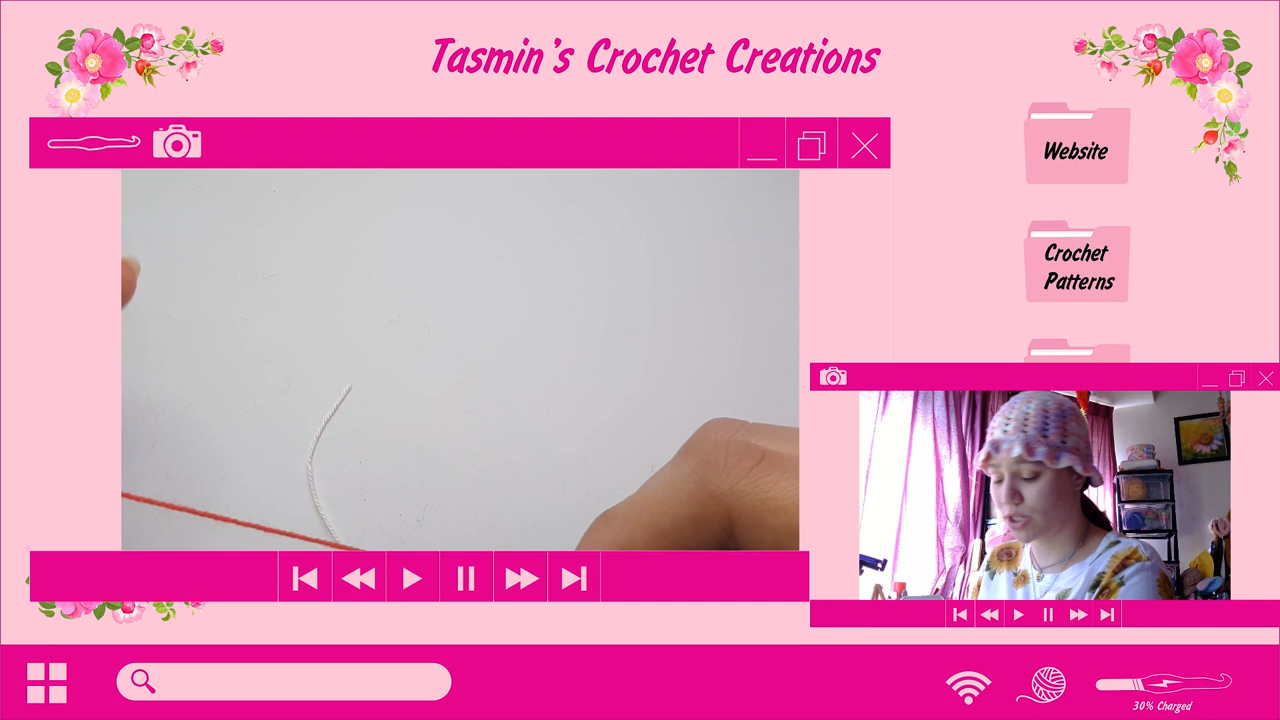 Tasmin's Crochet Creations
Website
Crochet
Patterns
30% Charged